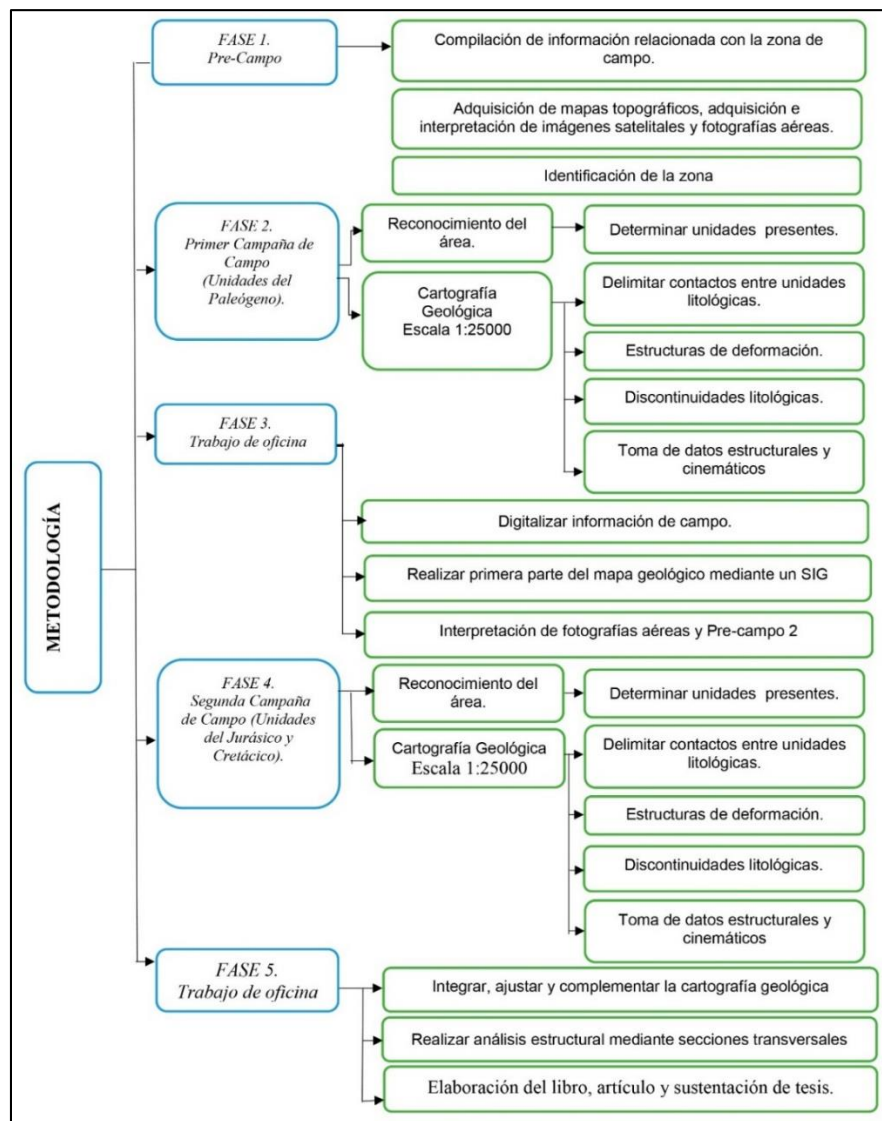 METODOLOGÍA
FASE 1.
Pre-Campo
Compilación de información relacionada con la zona de
campo.
Adquisición de mapas topográficos, adquisición e
interpretación de imágenes satelitales y fotografías aéreas.
Identificación de la zona
FASE 2.
Primer Campaña de
Campo
(Unidades del
Paleógeno).
Reconocimiento del
área.
Determinar unidades presentes.
Cartografía
Geológica
Escala 1:25000
Delimitar contactos entre unidades
litológicas.
Estructuras de deformación.
Discontinuidades litológicas.
Toma de datos estructurales y
cinemáticos
FASE 3.
Trabajo de oficina
Digitalizar información de campo.
Realizar primera parte del mapa geológico mediante un SIG
Interpretación de fotografías aéreas y Pre-campo 2
FASE 4.
Segunda Campaña
de Campo (Unidades
del Jurásico y
Cretácico).
Reconocimiento del
área.
Determinar unidades presentes.
Cartografía Geológica
Escala 1:25000
Delimitar contactos entre unidades
litológicas.
Estructuras de deformación.
Discontinuidades litológicas.
Toma de datos estructurales y
cinemáticos
FASE 5.
Trabajo de oficina
Integrar, ajustar y complementar la cartografía geológica
Realizar análisis estructural mediante secciones transversales
Elaboración del libro, artículo y sustentación de tesis.